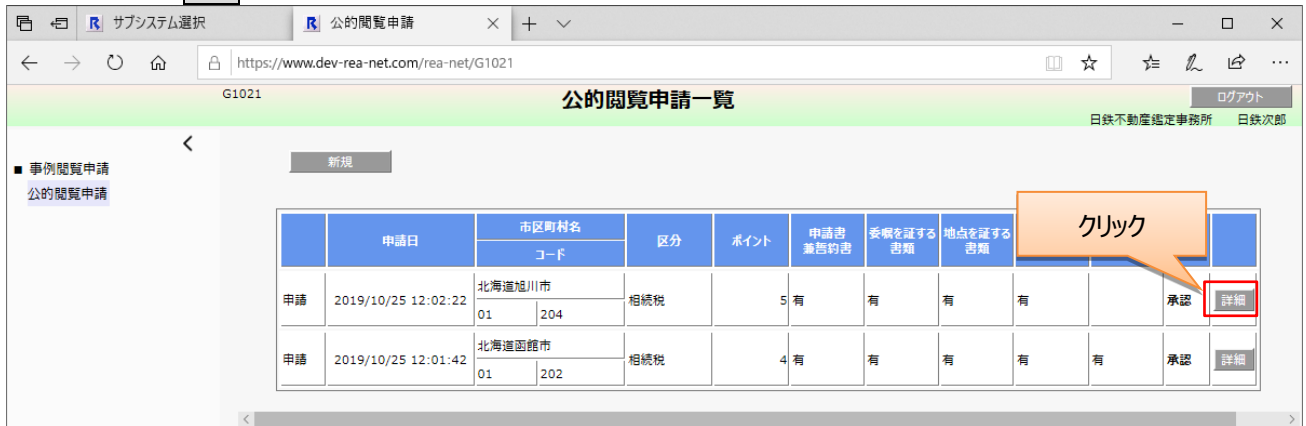 サブシステム選択
公的閲覧申請
https://www.dev-rea-net.com/rea-net/G1021
G1021
公的閲覧申請一覧
ログアウト
日鉄不動産鑑定事務所 日鉄次郎
■ 事例閲覧申請
公的閲覧申請
新規
申請日 市区町村名 コード 区分 ポイント 申請書兼誓約書 委嘱を証する書類 地点を証する書類
クリック
申請 2019/10/25 12:02:22 北海道旭川市 01 204 相続税 5 有 有 有 有 承認 詳細
申請 2019/10/25 12:01:42 北海道函館市 01 202 相続税 4 有 有 有 有 有 承認 詳細